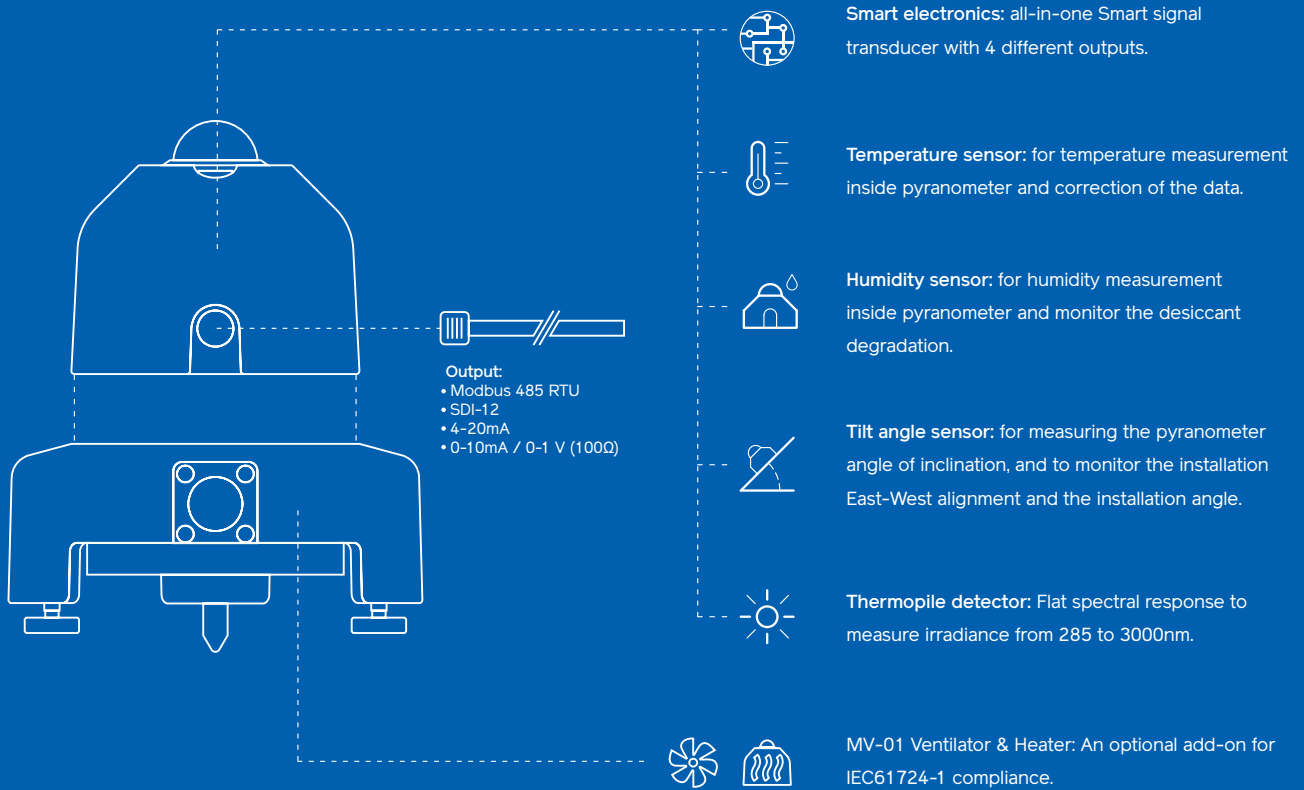 Smart electronics: all-in-one Smart signal
transducer with 4 different outputs.
Temperature sensor: for temperature measurement
inside pyranometer and correction of the data.
Humidity sensor: for humidity measurement
inside pyranometer and monitor the desiccant
degradation.
Output:
• Modbus 485 RTU
• SDI-12
• 4-20mA
• 0-10mA / 0-1 V (100Ω)
Tilt angle sensor: for measuring the pyranometer
angle of inclination, and to monitor the installation
East-West alignment and the installation angle.
Thermopile detector: Flat spectral response to
measure irradiance from 285 to 3000nm.
MV-01 Ventilator & Heater: An optional add-on for
IEC61724-1 compliance.